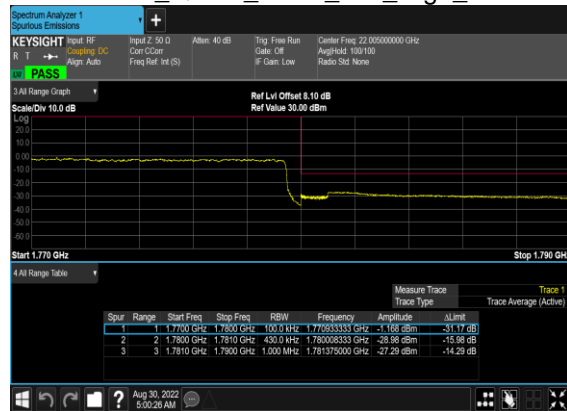 Spectrum Analyzer 1
Spurious Emissions
+
KEYSIGHT Input: RF
R T Coupling: DC
Align: Auto
Input Z: 50 Ω
Corr CCorr
Freq Ref: Int (S)
Atten: 40 dB
Trig: Free Run
Gate: Off
IF Gain: Low
Center Freq: 22.005000000 GHz
Avg|Hold: 100/100
Radio Std: None
PASS
3 All Range Graph
Scale/Div 10.0 dB
Ref Lvl Offset 8.10 dB
Ref Value 30.00 dBm
Log
20.0
10.0
0.00
-10.0
-20.0
-30.0
-40.0
-50.0
-60.0
Start 1.770 GHz Stop 1.790 GH
4 All Range Table
Measure Trace Trace 1
Trace Type Trace Average (Active)
Spur Range Start Freq Stop Freq RBW Frequency Amplitude ΔLimit
1 1 1.7700 GHz 1.7800 GHz 100.0 kHz 1.770933333 GHz -1.168 dBm -31.17 dB
2 2 1.7800 GHz 1.7810 GHz 430.0 kHz 1.780008333 GHz -28.98 dBm -15.98 dB
3 3 1.7810 GHz 1.7900 GHz 1.000 MHz 1.781375000 GHz -27.29 dBm -14.29 dB
? Aug 30, 2022
5:00:26 AM